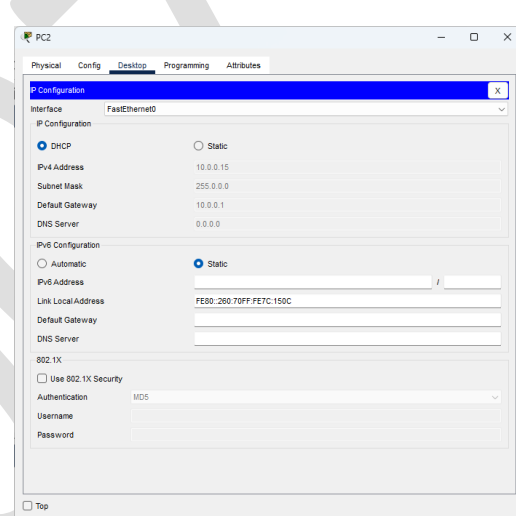 PC2
Physical Config Desktop Programming Attributes
IP Configuration X
Interface FastEthernet0
IP Configuration
DHCP Static
IPv4 Address 10.0.0.15
Subnet Mask 255.0.0.0
Default Gateway 10.0.0.1
DNS Server 0.0.0.0
IPv6 Configuration
Automatic Static
IPv6 Address /
Link Local Address FE80::260:70FF:FE7C:150C
Default Gateway
DNS Server
802.1X
Use 802.1X Security
Authentication MD5
Username
Password
Top